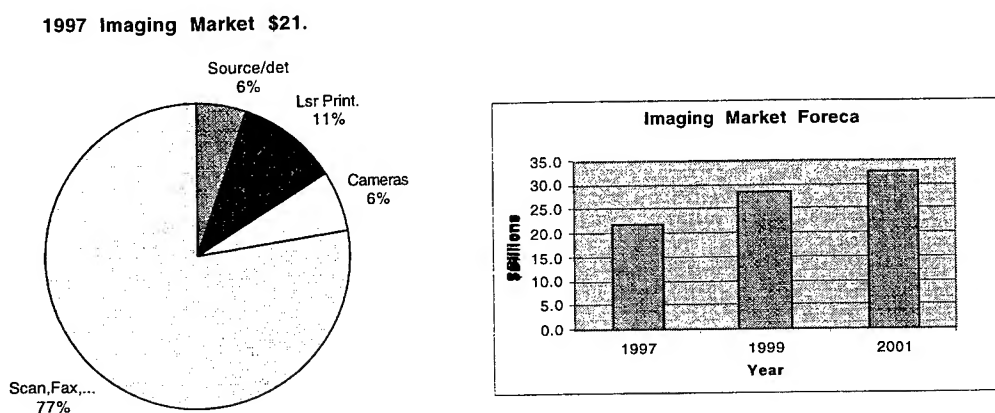 1997 Imaging Market $21.
Source/det
6%
Lsr Print.
11%
Cameras
6%
Scan,Fax,...
77%
Imaging Market Foreca
35.0
30.0
25.0
20.0
15.0
10.0
5.0
0.0
$Billions
1997 1999 2001
Year